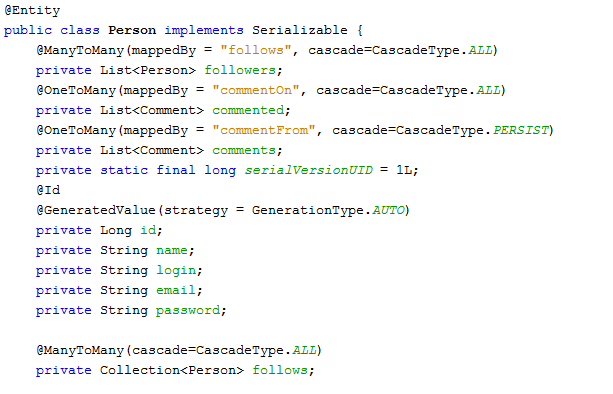 @Entity
public class Person implements Serializable {
    @ManyToMany(mappedBy = "follows", cascade=CascadeType.ALL)
    private List<Person> followers;
    @OneToMany(mappedBy = "commentOn", cascade=CascadeType.ALL)
    private List<Comment> commented;
    @OneToMany(mappedBy = "commentFrom", cascade=CascadeType.PERSIST)
    private List<Comment> comments;
    private static final long serialVersionUID = 1L;
    @Id
    @GeneratedValue(strategy = GenerationType.AUTO)
    private Long id;
    private String name;
    private String login;
    private String email;
    private String password;

    @ManyToMany(cascade=CascadeType.ALL)
    private Collection<Person> follows;